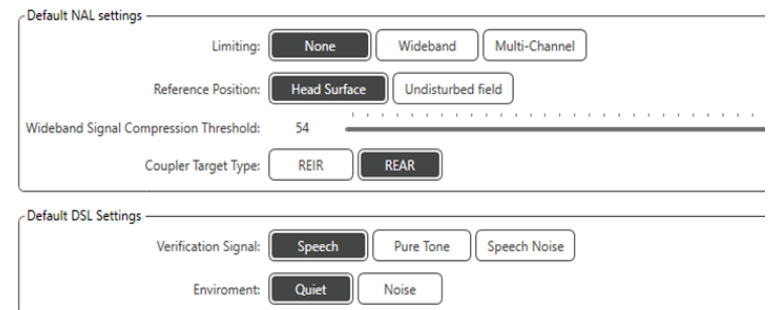 Default NAL settings
Limiting: None Wideband Multi-Channel
Reference Position: Head Surface Undisturbed field
Wideband Signal Compression Threshold: 54
Coupler Target Type: REIR REAR
Default DSL Settings
Verification Signal: Speech Pure Tone Speech Noise
Enviroment: Quiet Noise